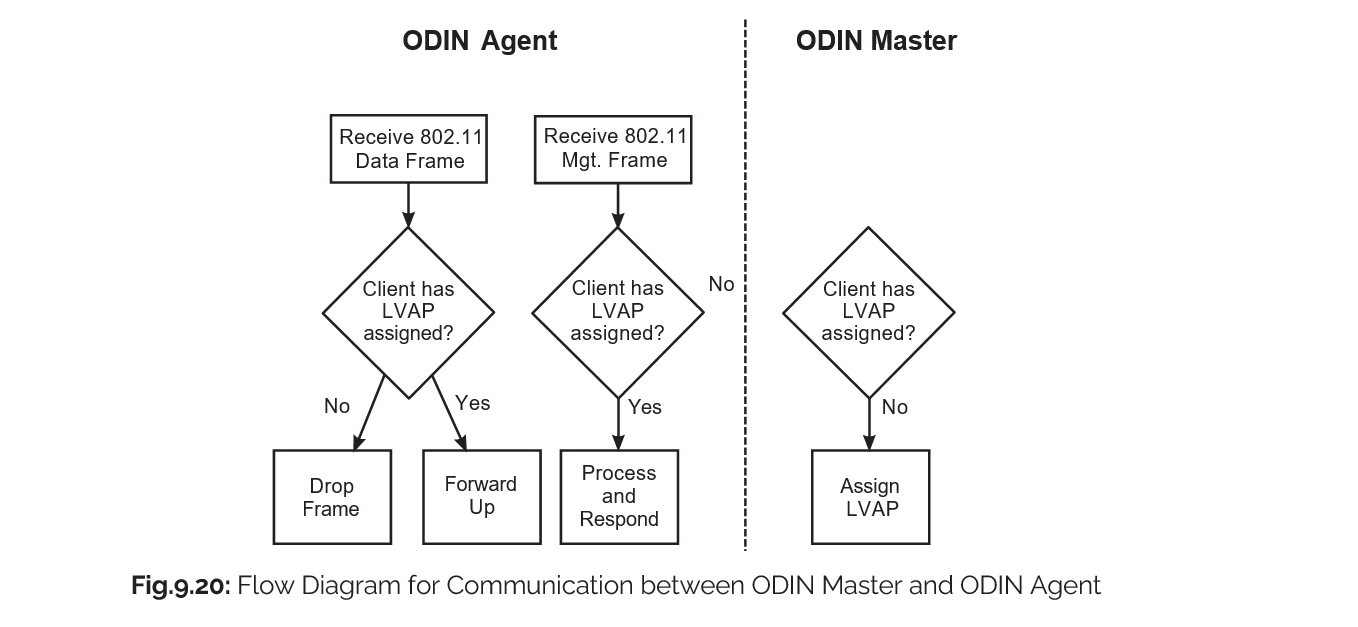 ODIN Agent
ODIN Master
Receive 802.11
Data Frame
Receive 802.11
Mgt. Frame
Client has
LVAP
assigned?
Client has
LVAP
assigned?
No
Client has
LVAP
assigned?
No
Yes
Yes
No
Drop
Frame
Forward
Up
Process
and
Respond
Assign
LVAP
Fig.9.20: Flow Diagram for Communication between ODIN Master and ODIN Agent